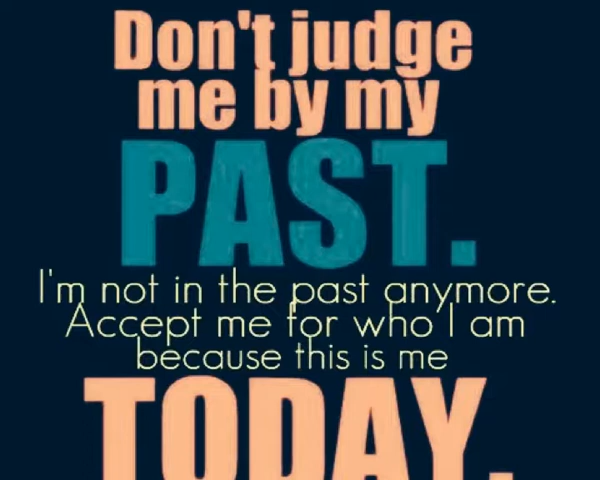 Don't judge
me by my
PAST.
I'm not in the past anymore.
Accept me for who I am
because this is me
TODAY.